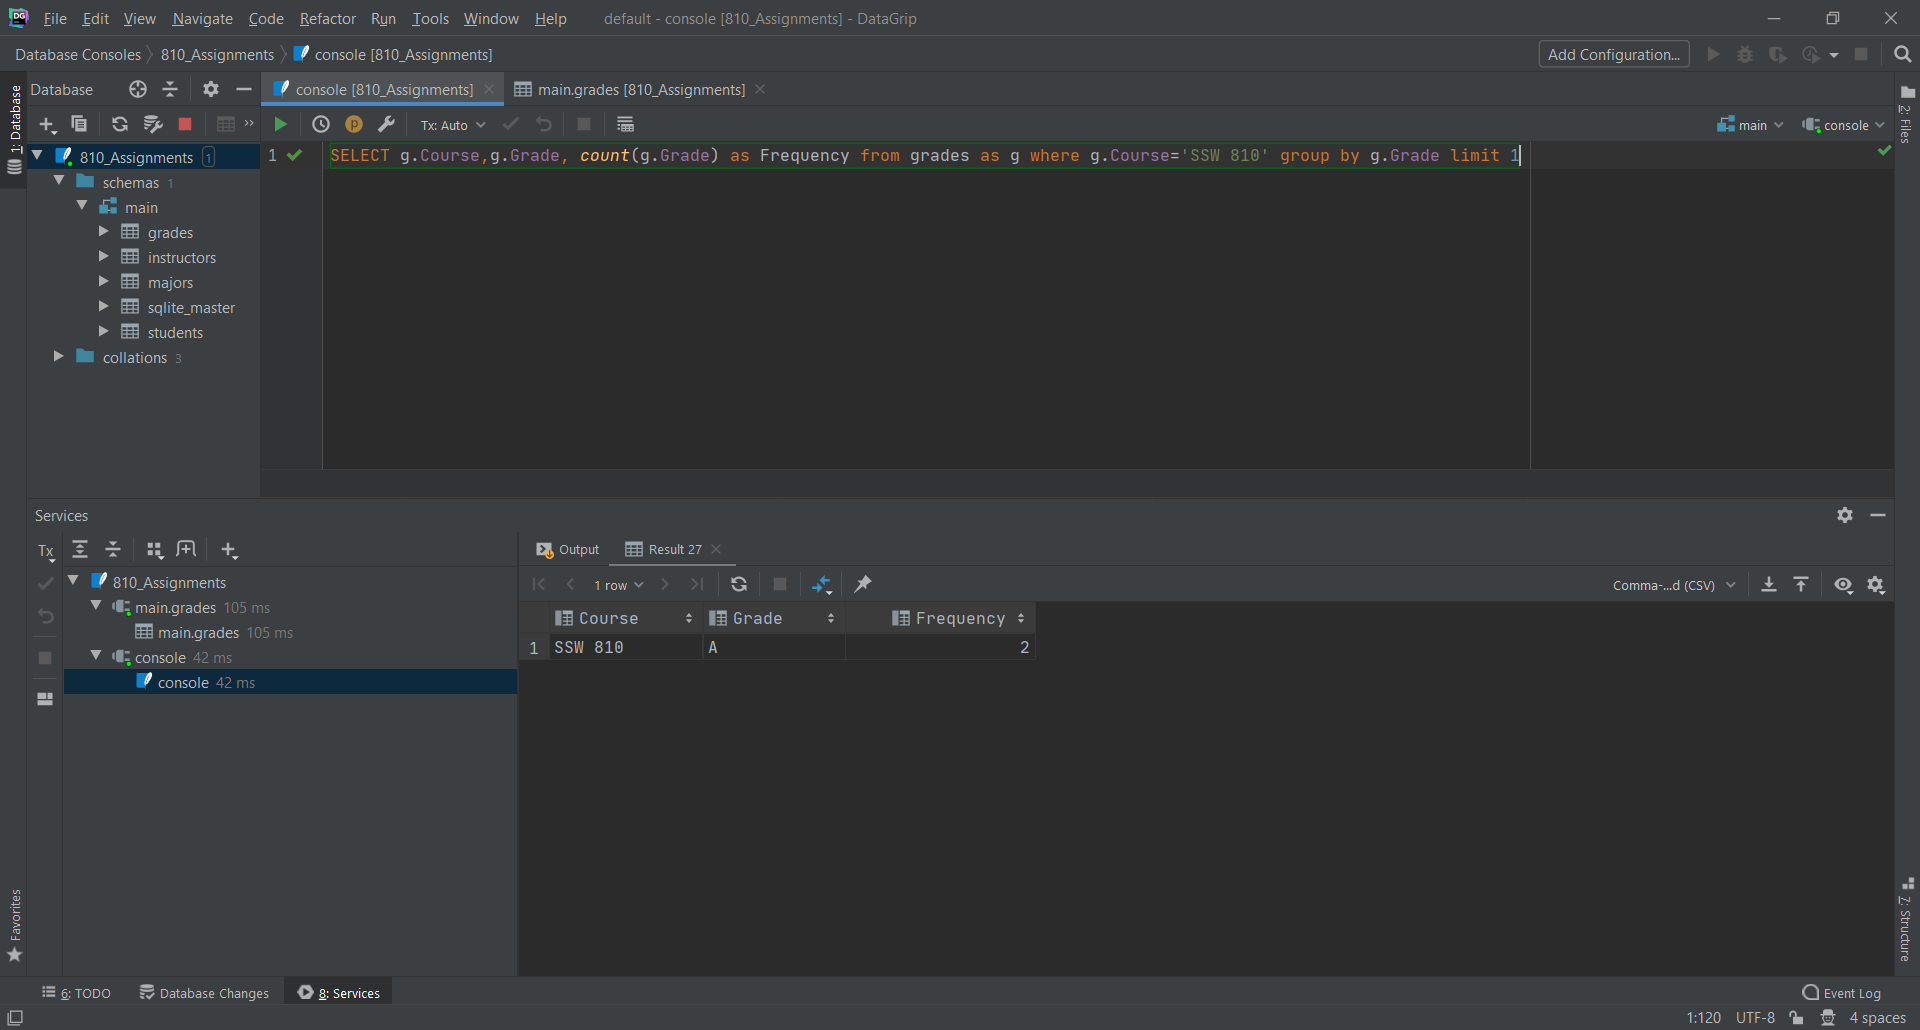 File Edit View Navigate Code Refactor Run Tools Window Help default - console [810_Assignments] - DataGrip
Database Consoles 810_Assignments console [810_Assignments] Add Configuration...
Database console [810_Assignments] main.grades [810_Assignments]
Tx: Auto main console
1: Database
2: Files
810_Assignments 1
schemas 1
main
grades
instructors
majors
sqlite_master
students
collations 3
1 SELECT g.Course,g.Grade, count(g.Grade) as Frequency from grades as g where g.Course='SSW 810' group by g.Grade limit 1
Services
Tx
Output Result 27
1 row Comma-...d (CSV)
810_Assignments
main.grades 105 ms
main.grades 105 ms
console 42 ms
console 42 ms
Course Grade Frequency
1 SSW 810 A 2
Favorites
7: Structure
6: TODO Database Changes 8: Services Event Log
1:120 UTF-8 4 spaces